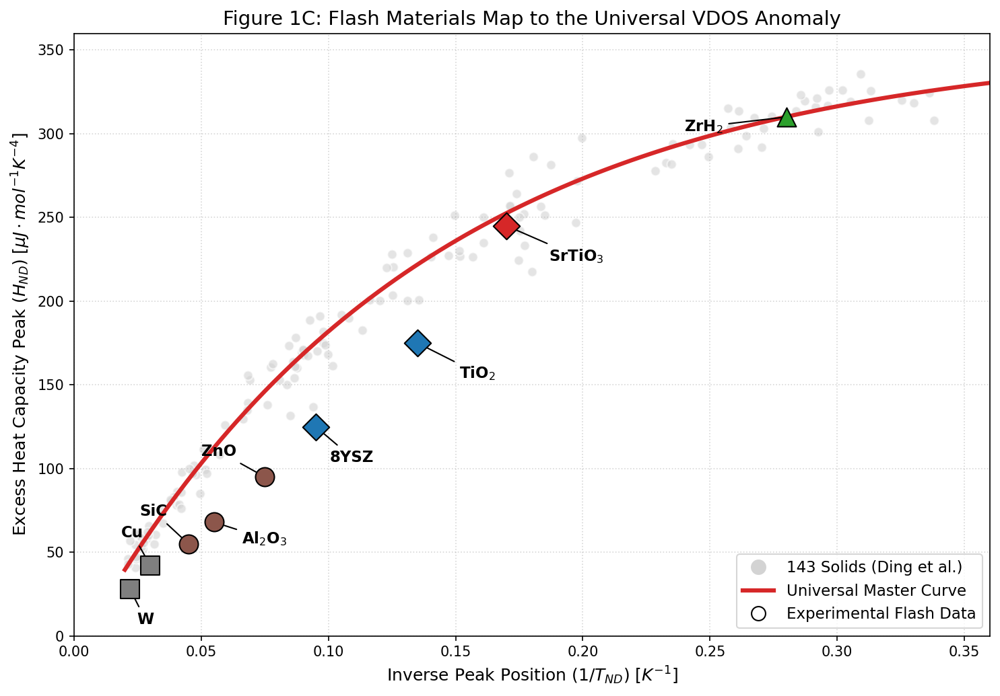 Figure 1C: Flash Materials Map to the Universal VDOS Anomaly
Excess Heat Capacity Peak (H_ND) [μJ · mol⁻¹K⁻⁴]
350
300
250
200
150
100
50
0
ZrH₂
SrTiO₃
TiO₂
8YSZ
ZnO
SiC
Al₂O₃
Cu
W
143 Solids (Ding et al.)
Universal Master Curve
Experimental Flash Data
0.00 0.05 0.10 0.15 0.20 0.25 0.30 0.35
Inverse Peak Position (1/T_ND) [K⁻¹]